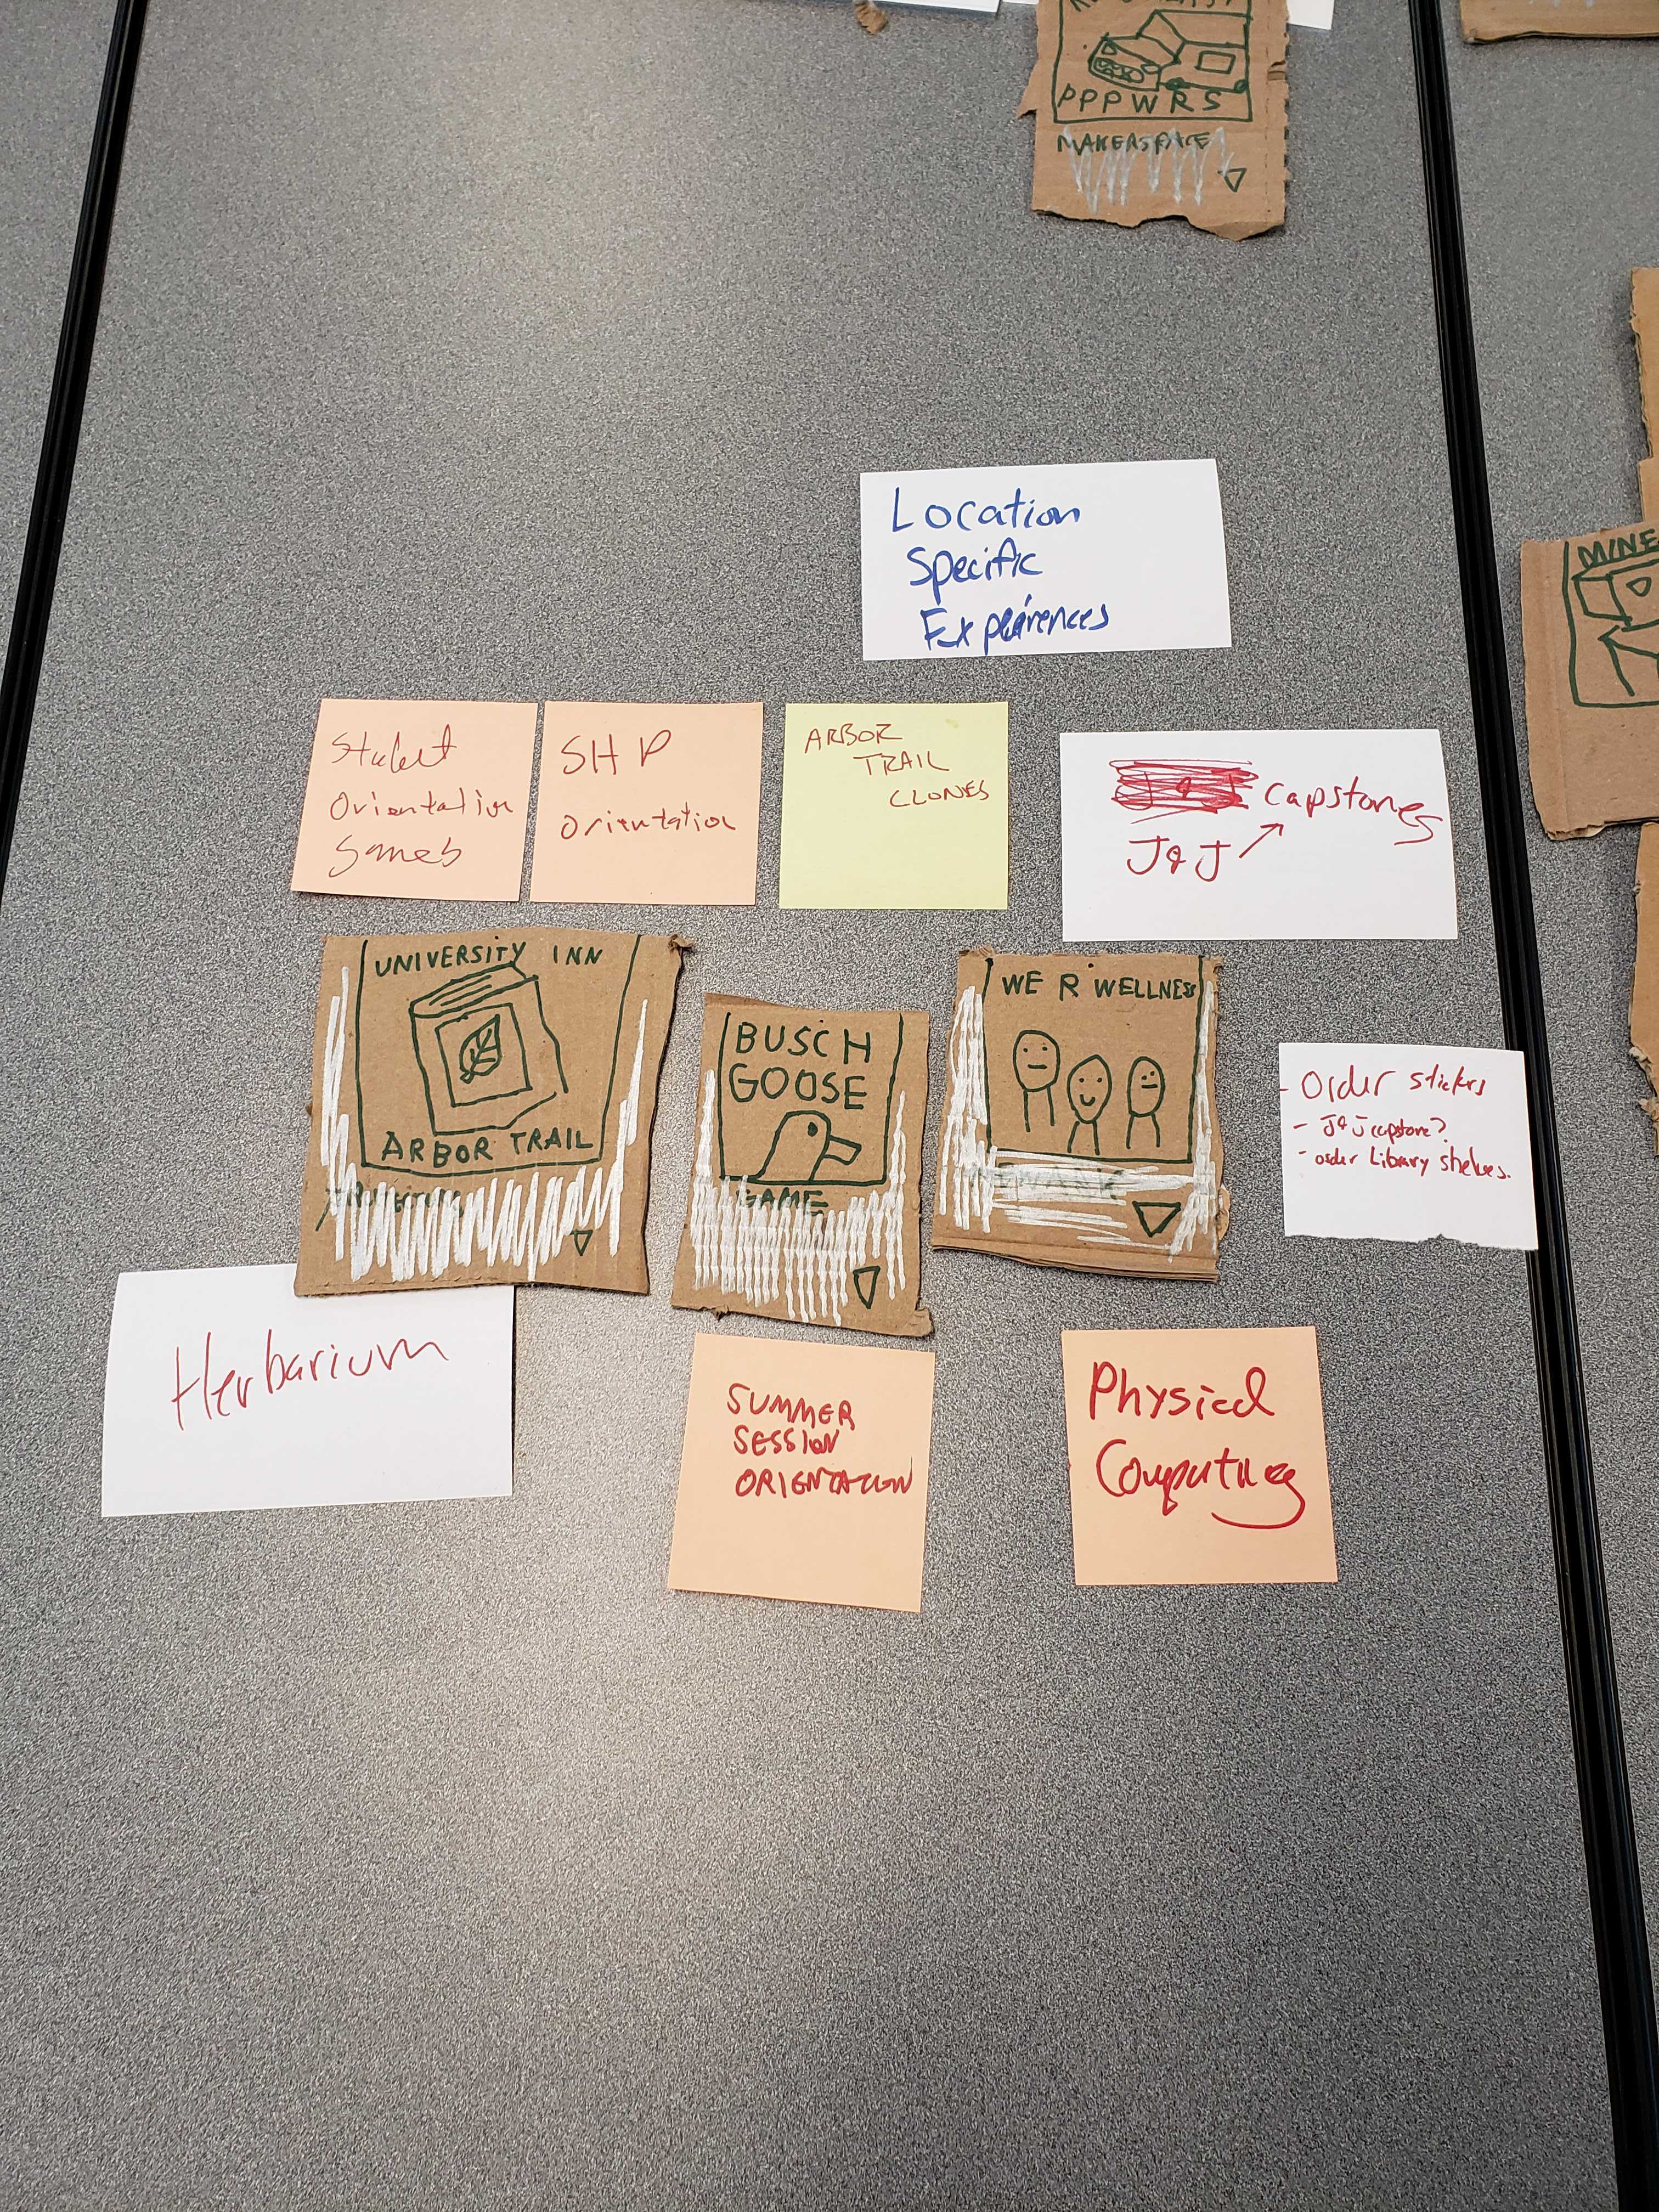 PPPWRS
MAKERSPACE
MINE
Location
Specific
Expeirences
Student
Orientation
Games
SHP
Orientation
ARBOR
TRAIL
CLONES
capstones
J&J
UNIVERSITY INN
ARBOR TRAIL
BUSCH
GOOSE
GAME
WE R WELLNESS
- Order stickers
- J&J capstone?
- order Library shelves.
Herbarium
SUMMER
SESSION
ORIENTATION
Physical
Computing